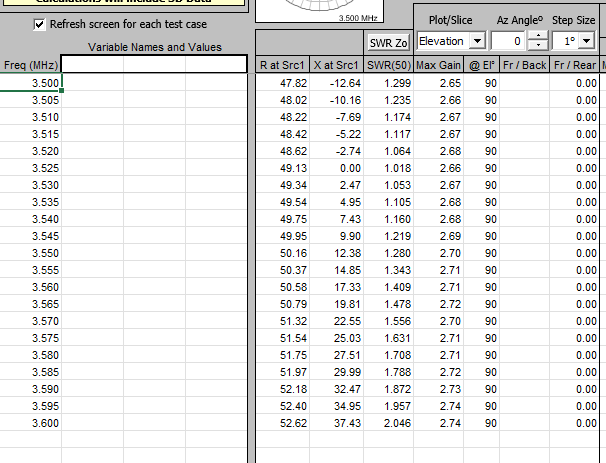 3.500 MHz
Refresh screen for each test case
Plot/Slice Az Angleº Step Size
Elevation 0 1°
Variable Names and Values
SWR Zo
Freq (MHz) R at Src1 X at Src1 SWR(50) Max Gain @ El° Fr / Back Fr / Rear
3.500 47.82 -12.64 1.299 2.65 90 0.00
3.505 48.02 -10.16 1.235 2.66 90 0.00
3.510 48.22 -7.69 1.174 2.67 90 0.00
3.515 48.42 -5.22 1.117 2.67 90 0.00
3.520 48.62 -2.74 1.064 2.68 90 0.00
3.525 49.13 0.00 1.018 2.66 90 0.00
3.530 49.34 2.47 1.053 2.67 90 0.00
3.535 49.54 4.95 1.105 2.68 90 0.00
3.540 49.75 7.43 1.160 2.68 90 0.00
3.545 49.95 9.90 1.219 2.69 90 0.00
3.550 50.16 12.38 1.280 2.70 90 0.00
3.555 50.37 14.85 1.343 2.71 90 0.00
3.560 50.58 17.33 1.409 2.71 90 0.00
3.565 50.79 19.81 1.478 2.72 90 0.00
3.570 51.32 22.55 1.556 2.70 90 0.00
3.575 51.54 25.03 1.631 2.71 90 0.00
3.580 51.75 27.51 1.708 2.71 90 0.00
3.585 51.97 29.99 1.788 2.72 90 0.00
3.590 52.18 32.47 1.872 2.73 90 0.00
3.595 52.40 34.95 1.957 2.74 90 0.00
3.600 52.62 37.43 2.046 2.74 90 0.00